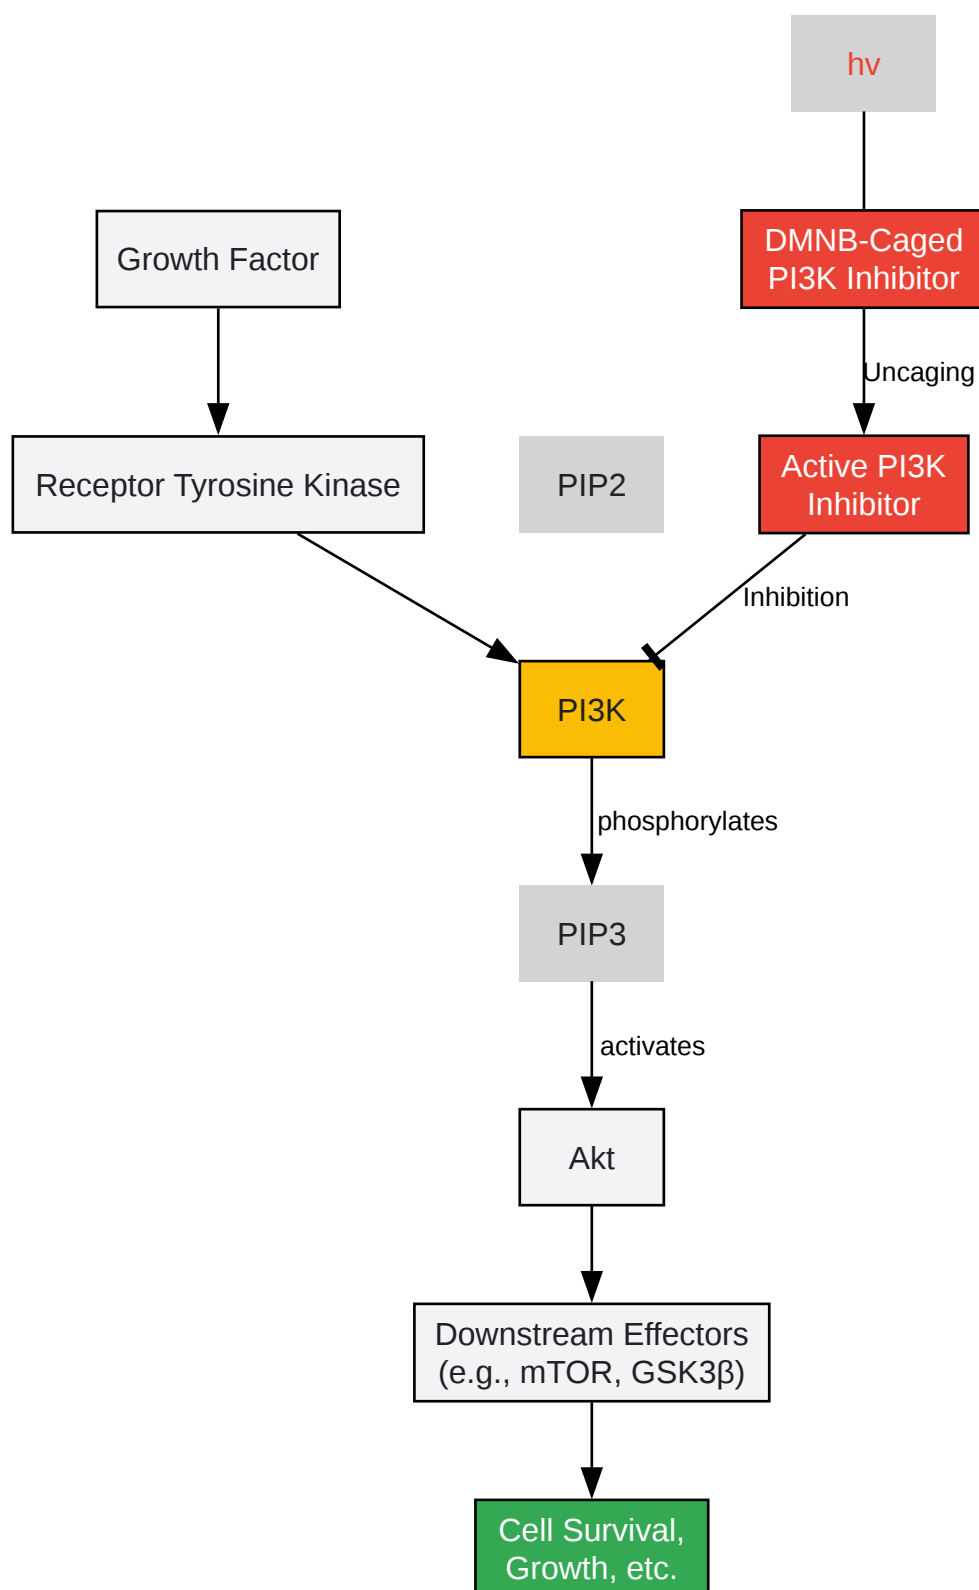 hv
Growth Factor
DMNB-Caged
PI3K Inhibitor
Uncaging
Receptor Tyrosine Kinase
PIP2
Active PI3K
Inhibitor
Inhibition
PI3K
phosphorylates
PIP3
activates
Akt
Downstream Effectors
(e.g., mTOR, GSK3β)
Cell Survival,
Growth, etc.